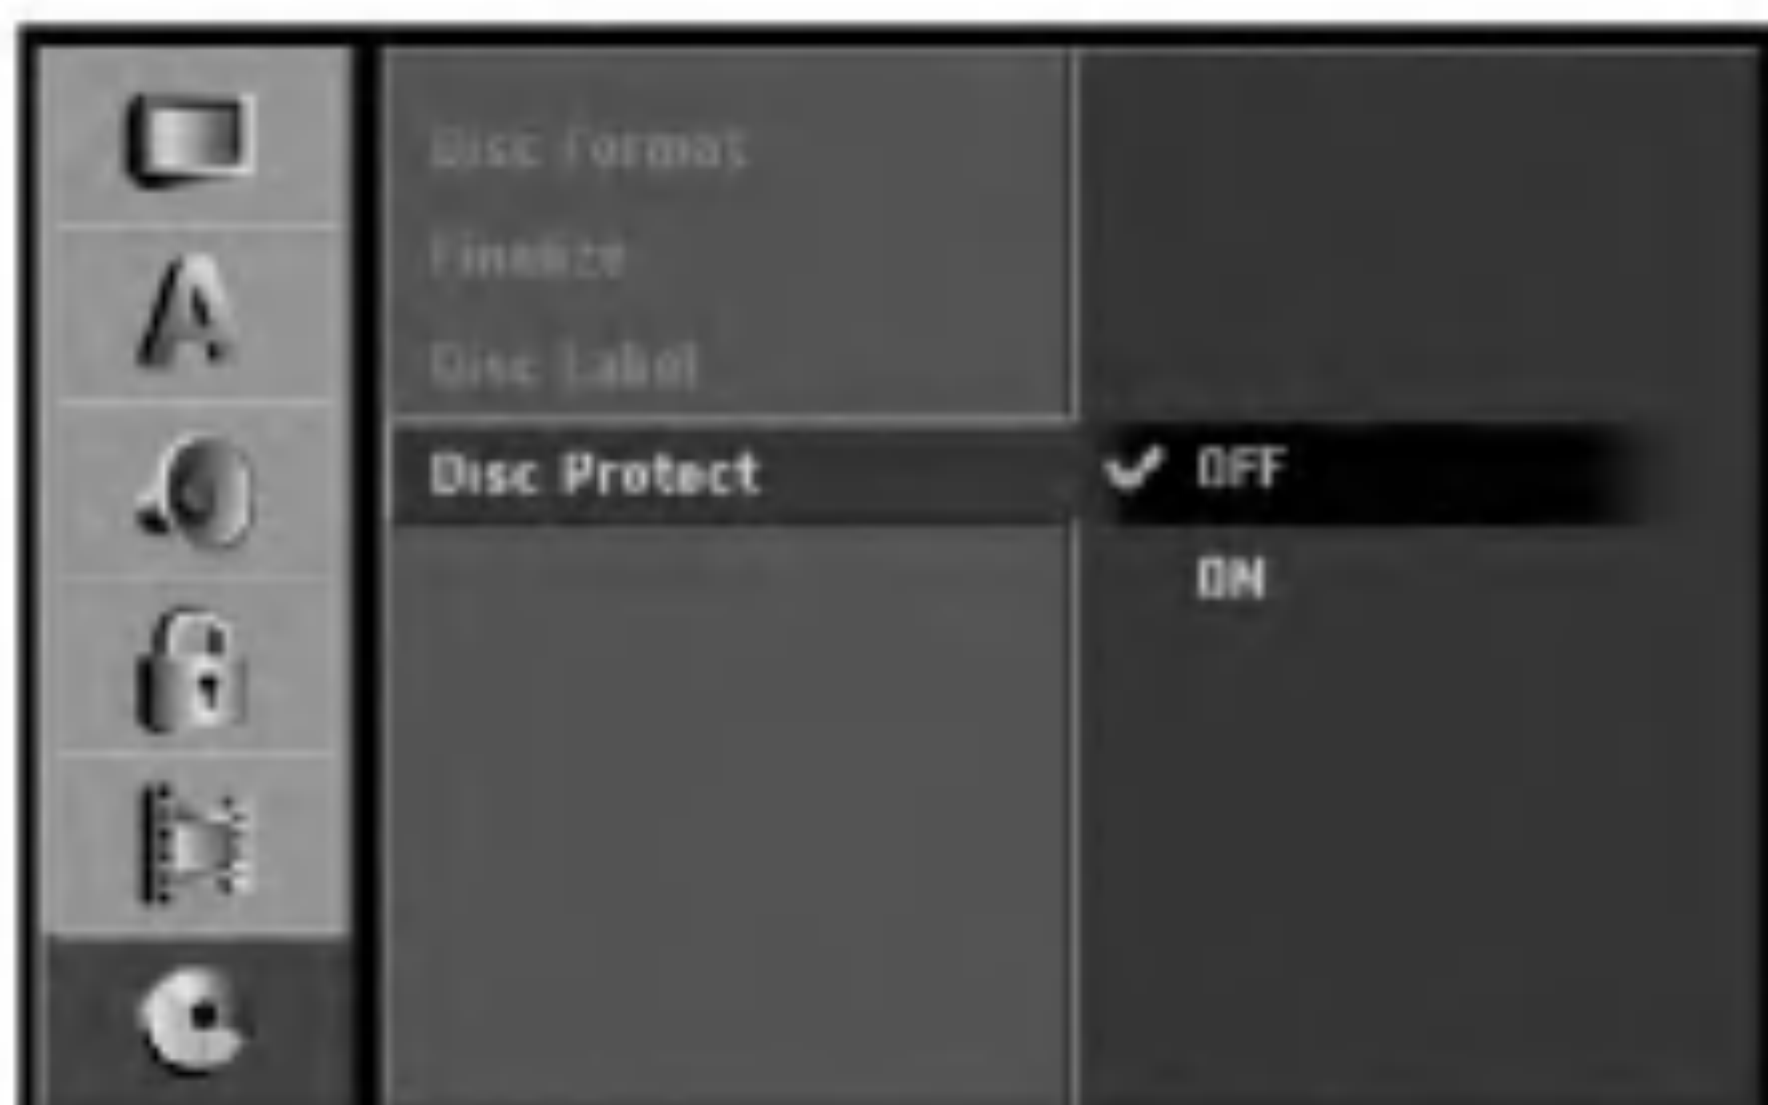 Disc Format
Finalize
Disc Label
Disc Protect
OFF
ON